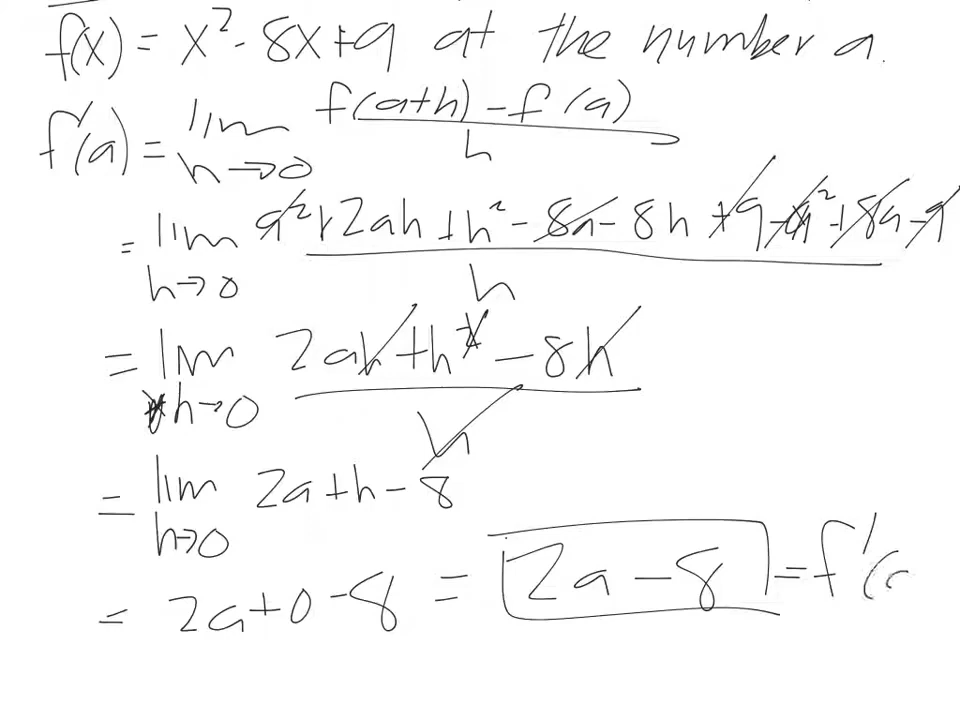 f(x) = x² - 8x + 9 at the number a.
f'(a) = lim f(a+h) - f(a)
h→0 h
= lim a² + 2ah + h² - 8a - 8h + 9 - a² + 8a - 9
h→0 h
= lim 2ah + h² - 8h
h→0 h
= lim 2a + h - 8
h→0
= 2a + 0 - 8 = 2a - 8 = f'(